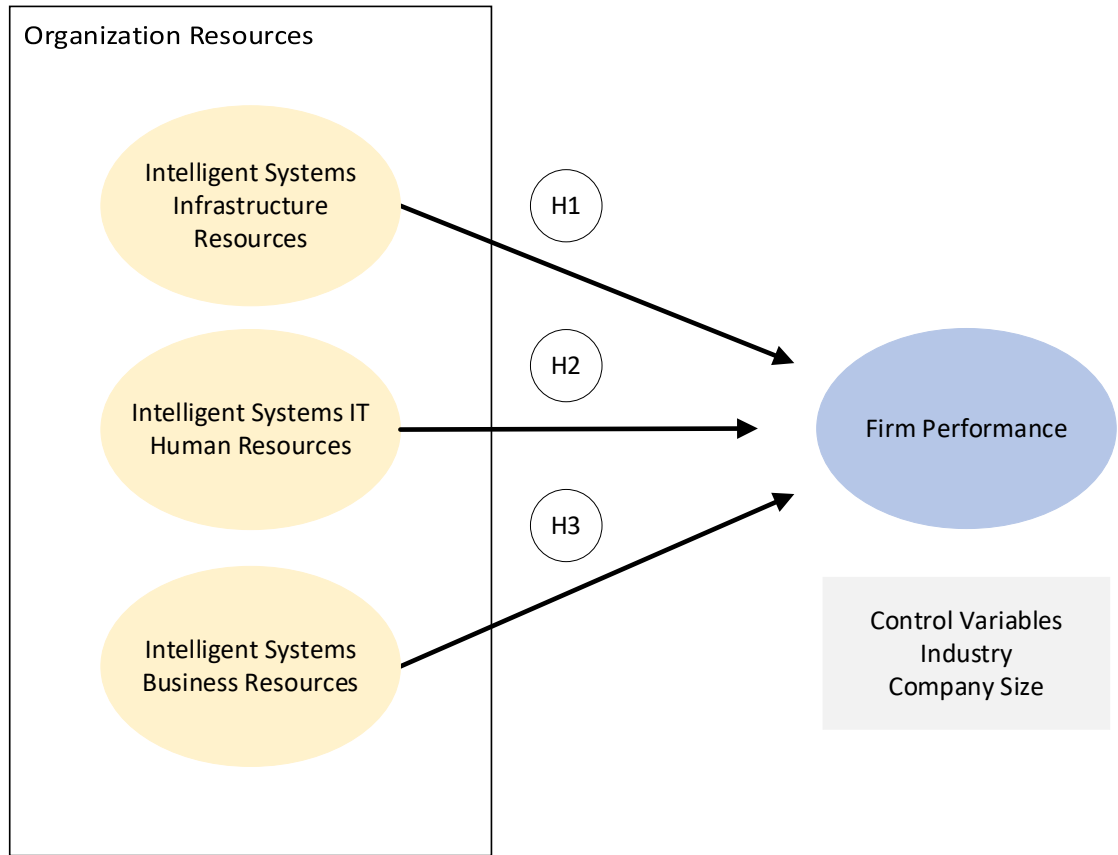 Organization Resources
Intelligent Systems
Infrastructure
Resources
H1
Intelligent Systems IT
Human Resources
H2
Firm Performance
H3
Intelligent Systems
Business Resources
Control Variables
Industry
Company Size